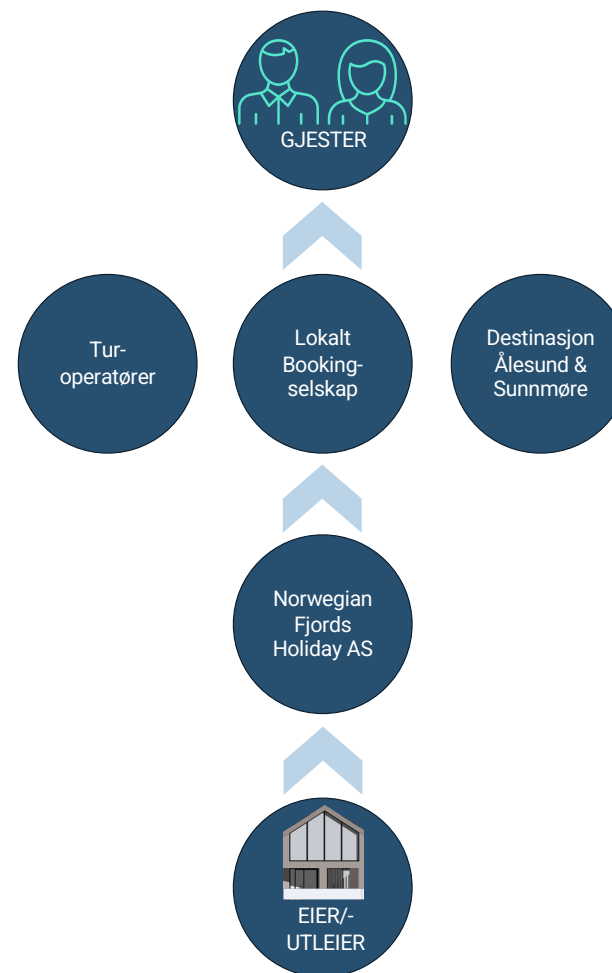 GJESTER
Tur-
operatører
Lokalt
Booking-
selskap
Destinasjon
Ålesund &
Sunnmøre
Norwegian
Fjords
Holiday AS
EIER/-
UTLEIER